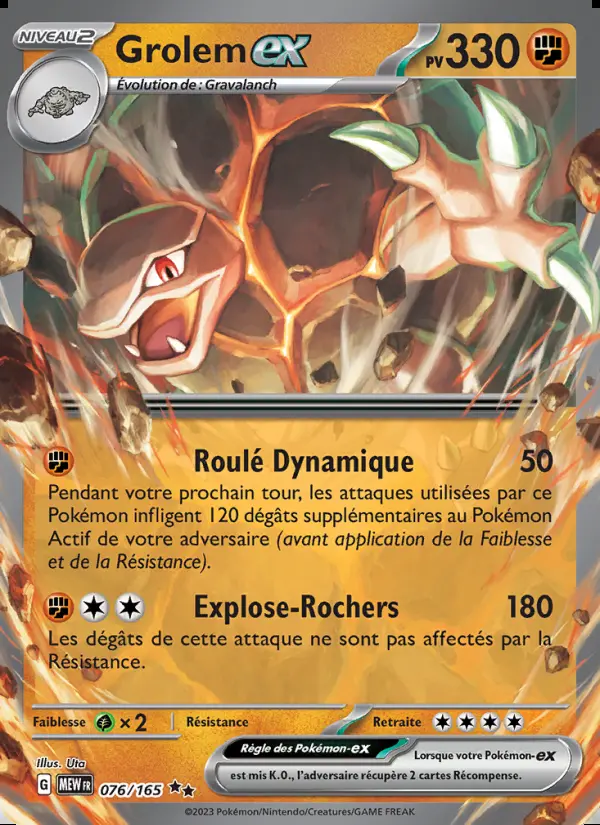 NIVEAU2
Grolem ex
PV 330
Évolution de : Gravalanch
Roulé Dynamique 50
Pendant votre prochain tour, les attaques utilisées par ce
Pokémon infligent 120 dégâts supplémentaires au Pokémon
Actif de votre adversaire (avant application de la Faiblesse
et de la Résistance).
Explose-Rochers 180
Les dégâts de cette attaque ne sont pas affectés par la
Résistance.
Faiblesse ×2 Résistance Retraite
Illus. Uta
Règle des Pokémon-ex Lorsque votre Pokémon-ex
est mis K.O., l'adversaire récupère 2 cartes Récompense.
G MEW FR 076/165
©2023 Pokémon/Nintendo/Creatures/GAME FREAK